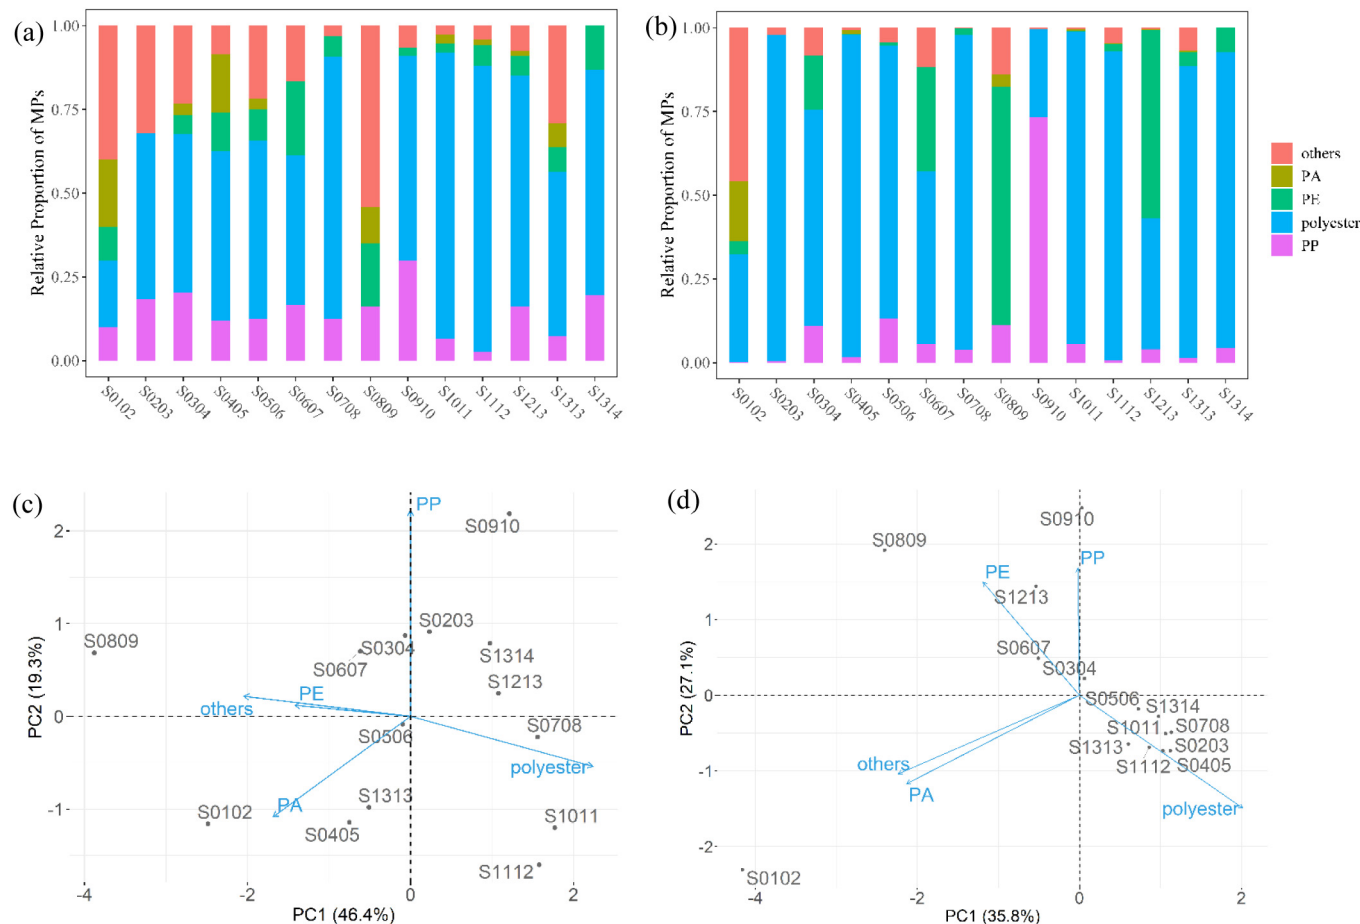 (a)
Relative Proportion of MPs
1.00
0.75
0.50
0.25
0.00
S0102 S0203 S0304 S0405 S0506 S0607 S0708 S0809 S0910 S1011 S1112 S1213 S1313 S1314
(b)
Relative Proportion of MPs
1.00
0.75
0.50
0.25
0.00
S0102 S0203 S0304 S0405 S0506 S0607 S0708 S0809 S0910 S1011 S1112 S1213 S1313 S1314
others
PA
PE
polyester
PP
(c)
PC2 (19.3%)
2
1
0
-1
PP
S0910
S0203
S0809
S0304
S1314
S0607
S1213
PE
others
S0506
S0708
polyester
S1313
PA
S0102
S0405
S1011
S1112
-4 -2 0 2
PC1 (46.4%)
(d)
PC2 (27.1%)
2
1
0
-1
-2
S0910
S0809
PP
PE
S1213
S0607
S0304
S0506
S1314
S1011
S0708
S1313
S0203
S1112
S0405
others
PA
polyester
S0102
-4 -2 0 2
PC1 (35.8%)